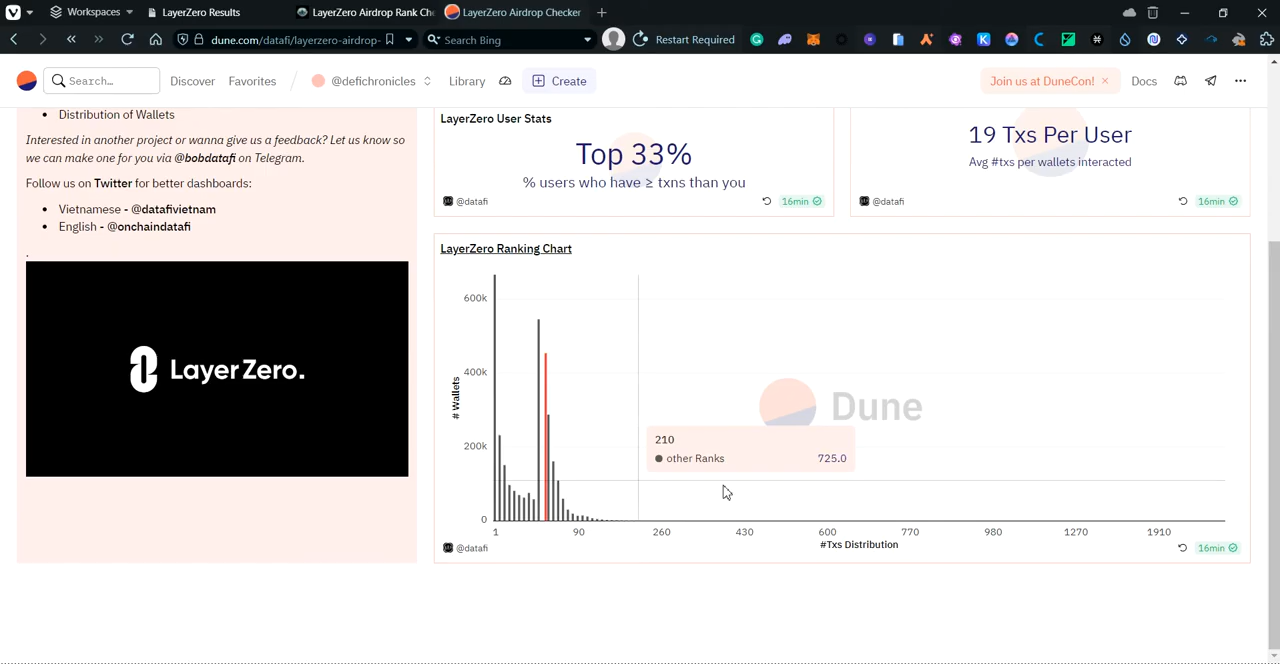 Workspaces
LayerZero Results
LayerZero Airdrop Rank Ch
LayerZero Airdrop Checker
dune.com/datafi/layerzero-airdrop-
Search Bing
Restart Required
Search...
Discover
Favorites
@defichronicles
Library
Create
Join us at DuneCon!
Docs
• Distribution of Wallets
Interested in another project or wanna give us a feedback? Let us know so
we can make one for you via @bobdatafi on Telegram.
Follow us on Twitter for better dashboards:
• Vietnamese - @datafivietnam
• English - @onchaindatafi
.
LayerZero.
LayerZero User Stats
Top 33%
% users who have ≥ txns than you
@datafi
16min
19 Txs Per User
Avg #txs per wallets interacted
@datafi
16min
LayerZero Ranking Chart
600k
400k
200k
0
# Wallets
Dune
210
other Ranks 725.0
1 90 260 430 600 770 980 1270 1910
#Txs Distribution
@datafi
16min